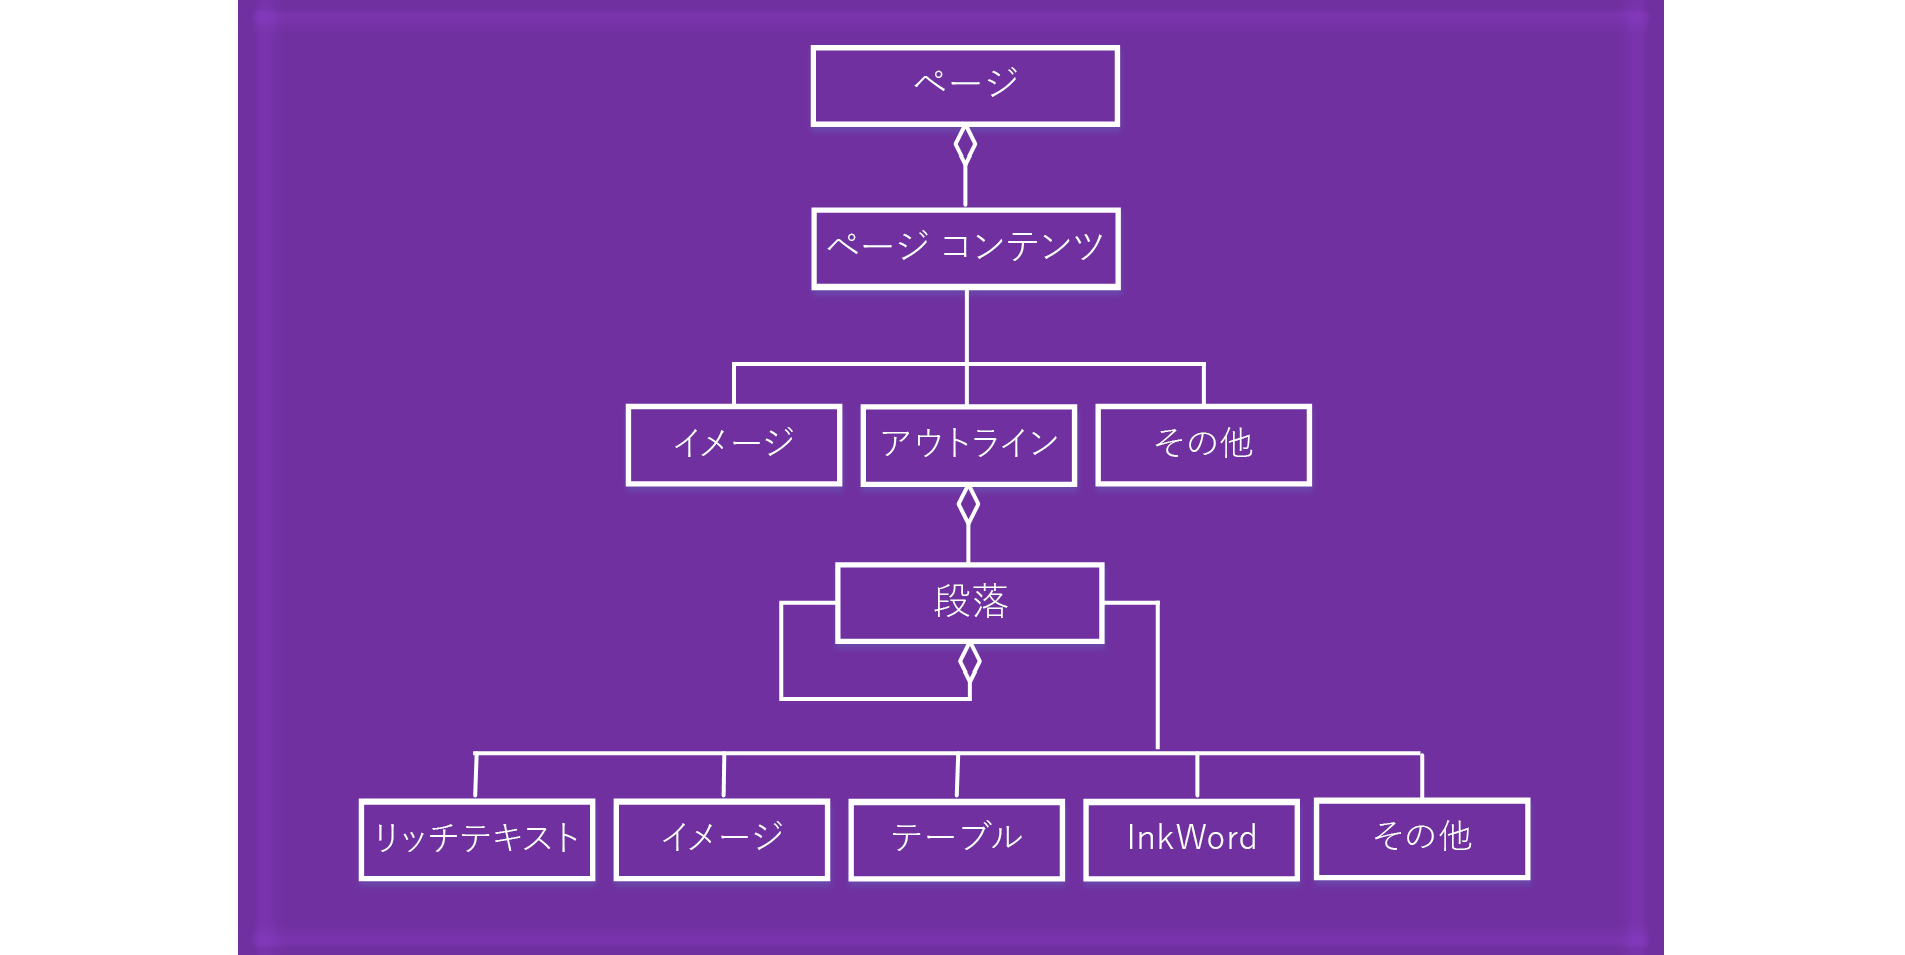 ページ
ページ コンテンツ
イメージ
アウトライン
その他
段落
リッチテキスト
イメージ
テーブル
InkWord
その他